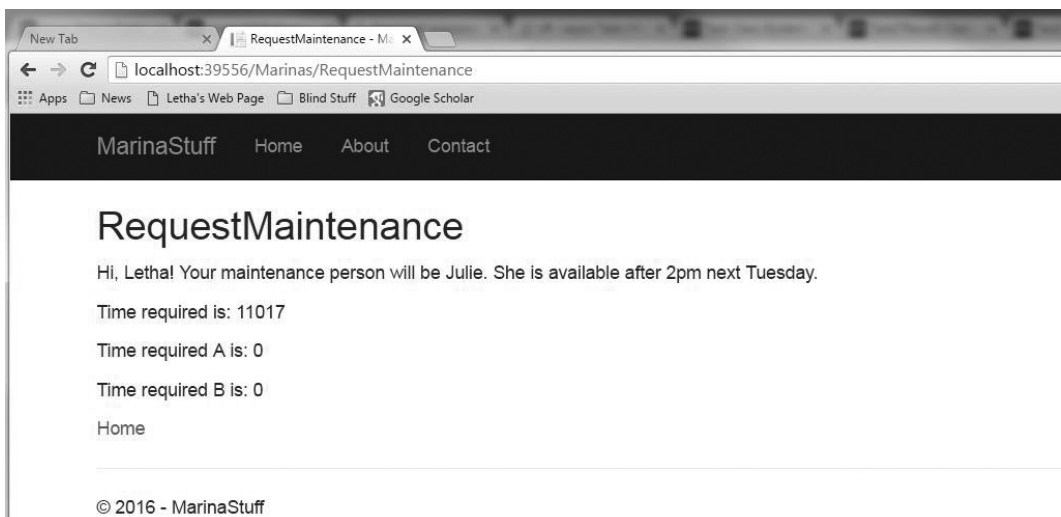 New Tab
RequestMaintenance - Ma
localhost:39556/Marinas/RequestMaintenance
Apps News Letha's Web Page Blind Stuff Google Scholar
MarinaStuff Home About Contact
RequestMaintenance
Hi, Letha! Your maintenance person will be Julie. She is available after 2pm next Tuesday.
Time required is: 11017
Time required A is: 0
Time required B is: 0
Home
© 2016 - MarinaStuff